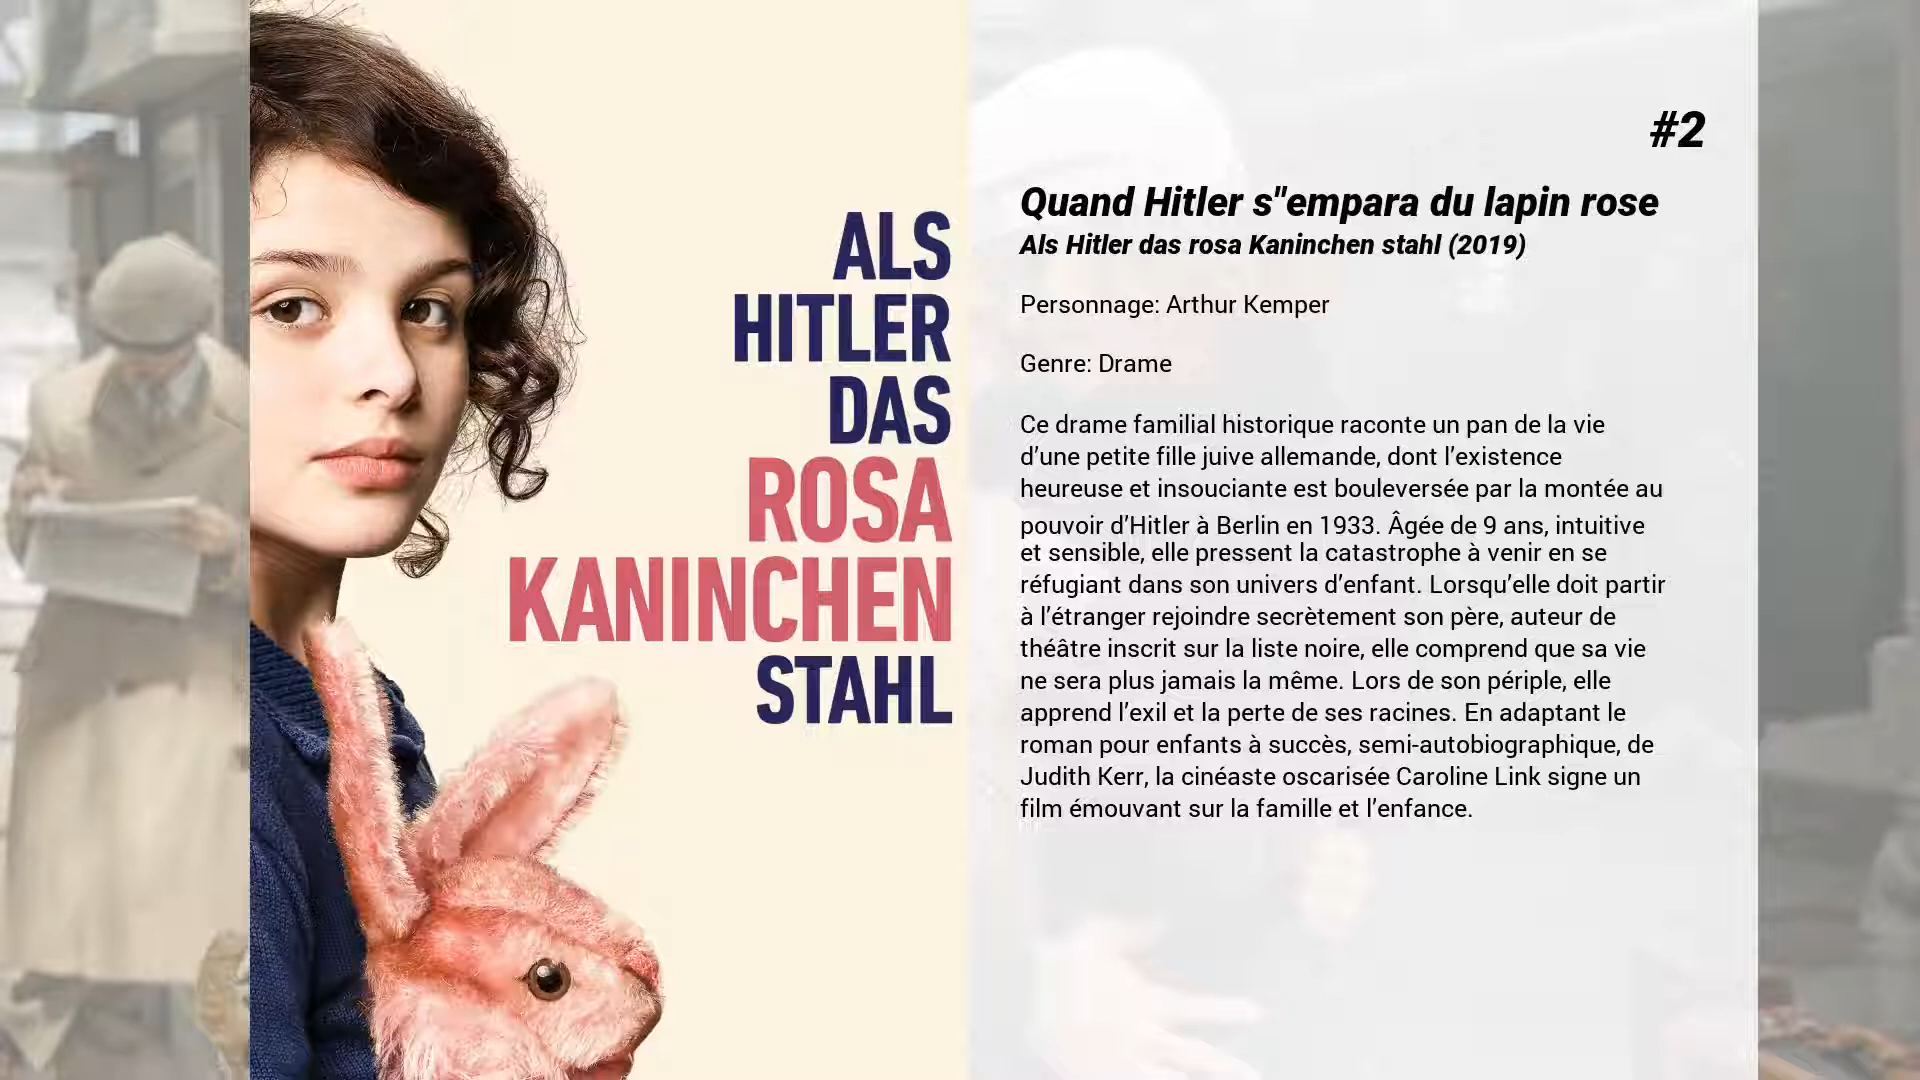 ALS
HITLER
DAS
ROSA
KANINCHEN
STAHL
#2
Quand Hitler s"empara du lapin rose
Als Hitler das rosa Kaninchen stahl (2019)
Personnage: Arthur Kemper
Genre: Drame
Ce drame familial historique raconte un pan de la vie
d’une petite fille juive allemande, dont l’existence
heureuse et insouciante est bouleversée par la montée au
pouvoir d’Hitler à Berlin en 1933. Âgée de 9 ans, intuitive
et sensible, elle pressent la catastrophe à venir en se
réfugiant dans son univers d’enfant. Lorsqu’elle doit partir
à l’étranger rejoindre secrètement son père, auteur de
théâtre inscrit sur la liste noire, elle comprend que sa vie
ne sera plus jamais la même. Lors de son périple, elle
apprend l’exil et la perte de ses racines. En adaptant le
roman pour enfants à succès, semi-autobiographique, de
Judith Kerr, la cinéaste oscarisée Caroline Link signe un
film émouvant sur la famille et l’enfance.